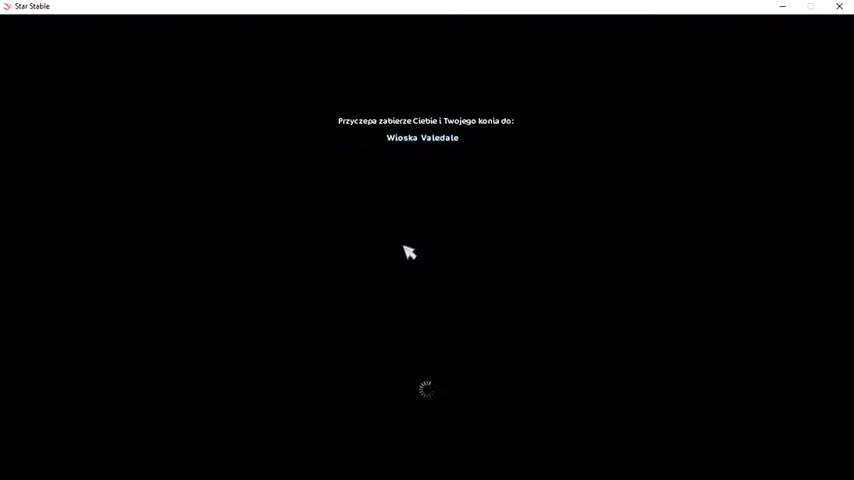 Star Stable
Przyczepa zabierze Ciebie i Twojego konia do:
Wioska Valedale